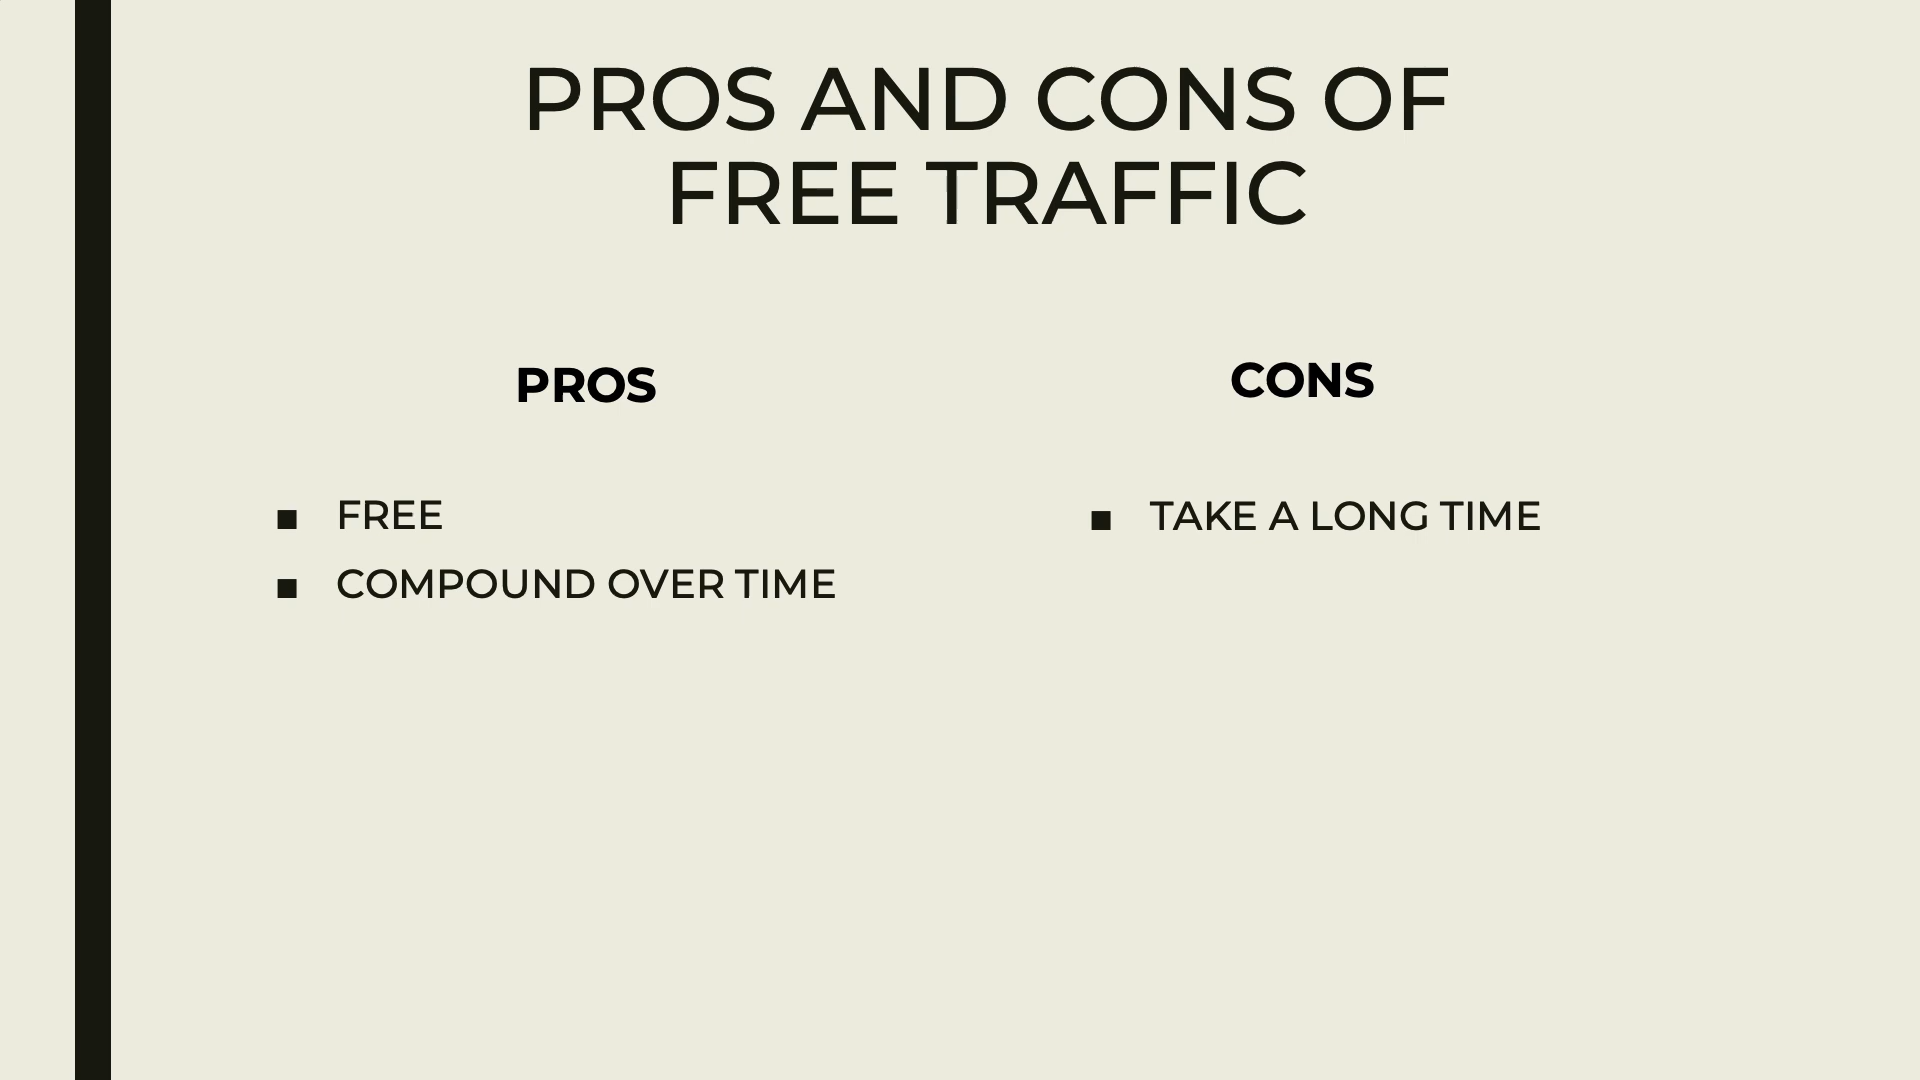 PROS AND CONS OF
FREE TRAFFIC
PROS
FREE
COMPOUND OVER TIME
CONS
TAKE A LONG TIME